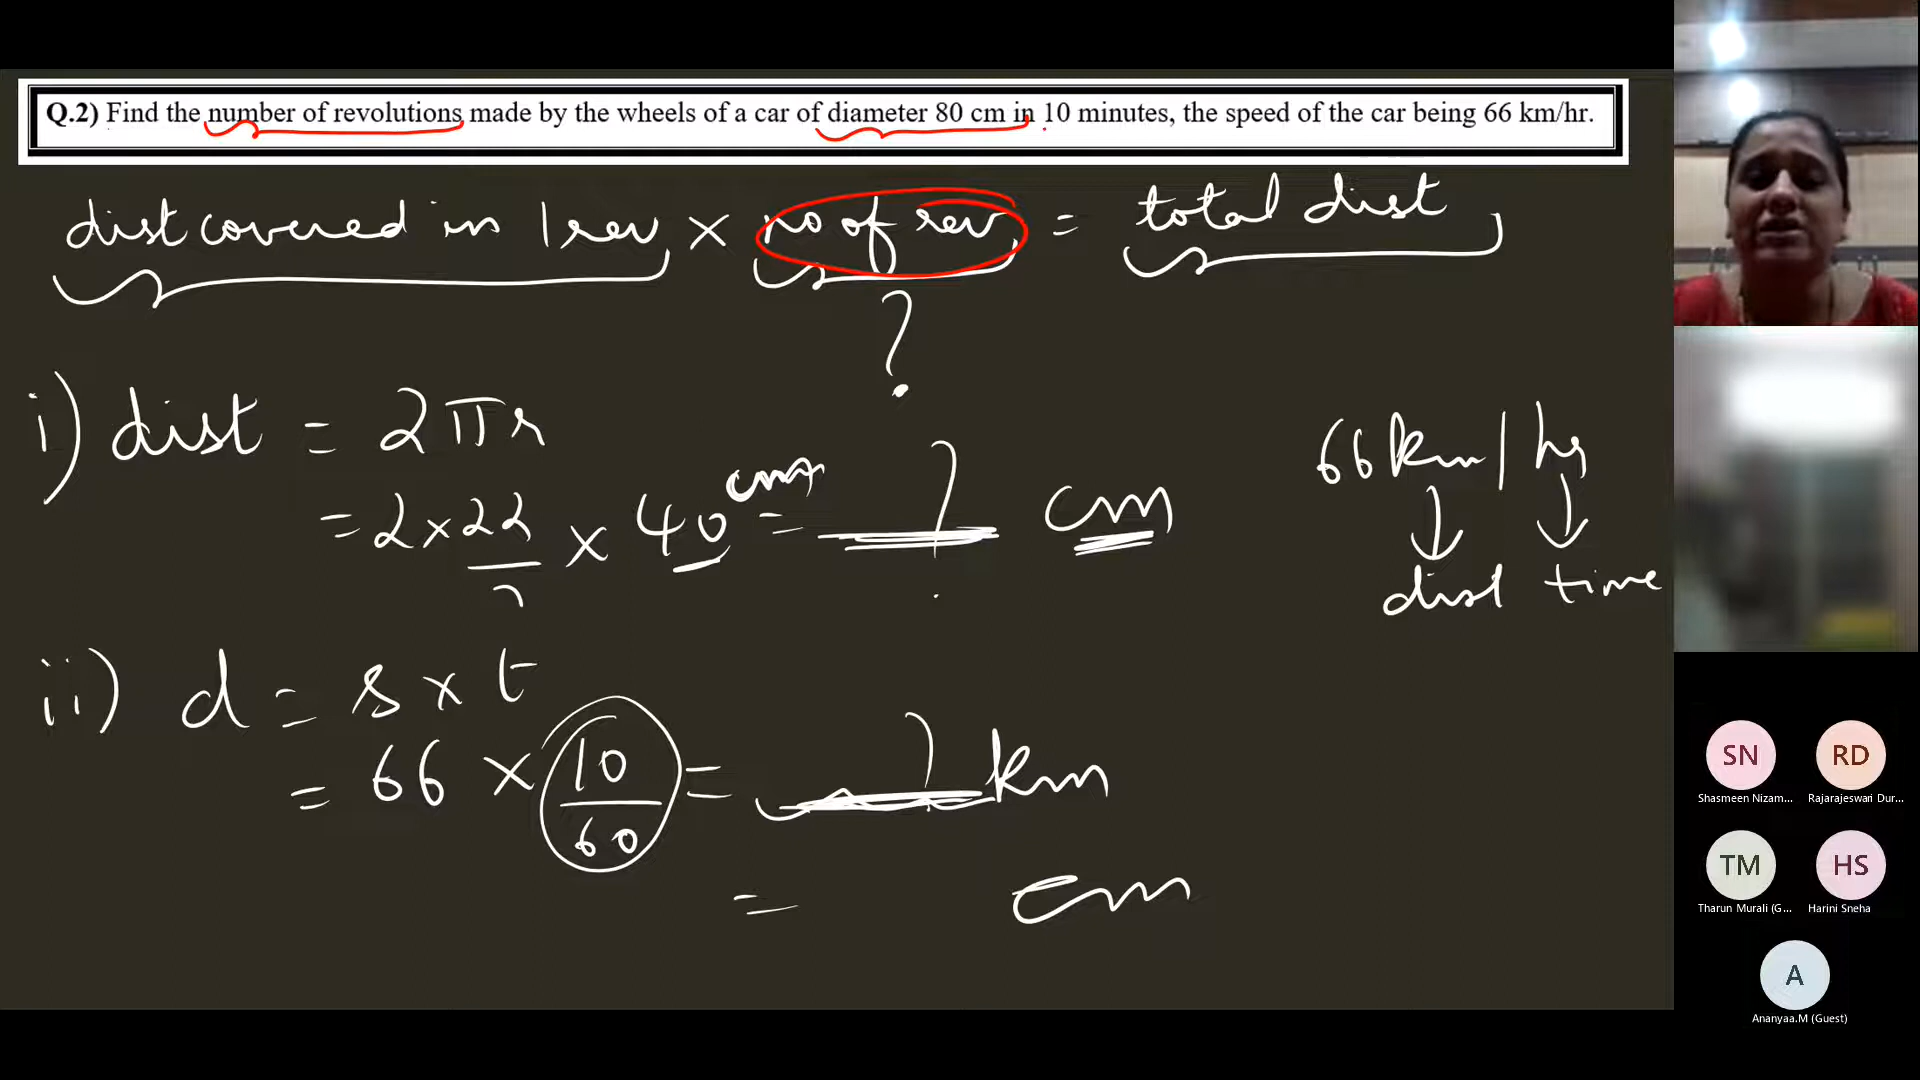 Q.2) Find the number of revolutions made by the wheels of a car of diameter 80 cm in 10 minutes, the speed of the car being 66 km/hr.
dist covered in 1 rev × no of rev = total dist
?
i) dist = 2πr
= 2 × 22/7 × 40 cm = ? cm
66 km/hr
dist time
ii) d = s × t
= 66 × 10/60 = ? km
= cm
SN
RD
Shasmeen Nizam...
Rajarajeswari Dur...
TM
HS
Tharun Murali (G...
Harini Sneha
A
Ananyaa.M (Guest)